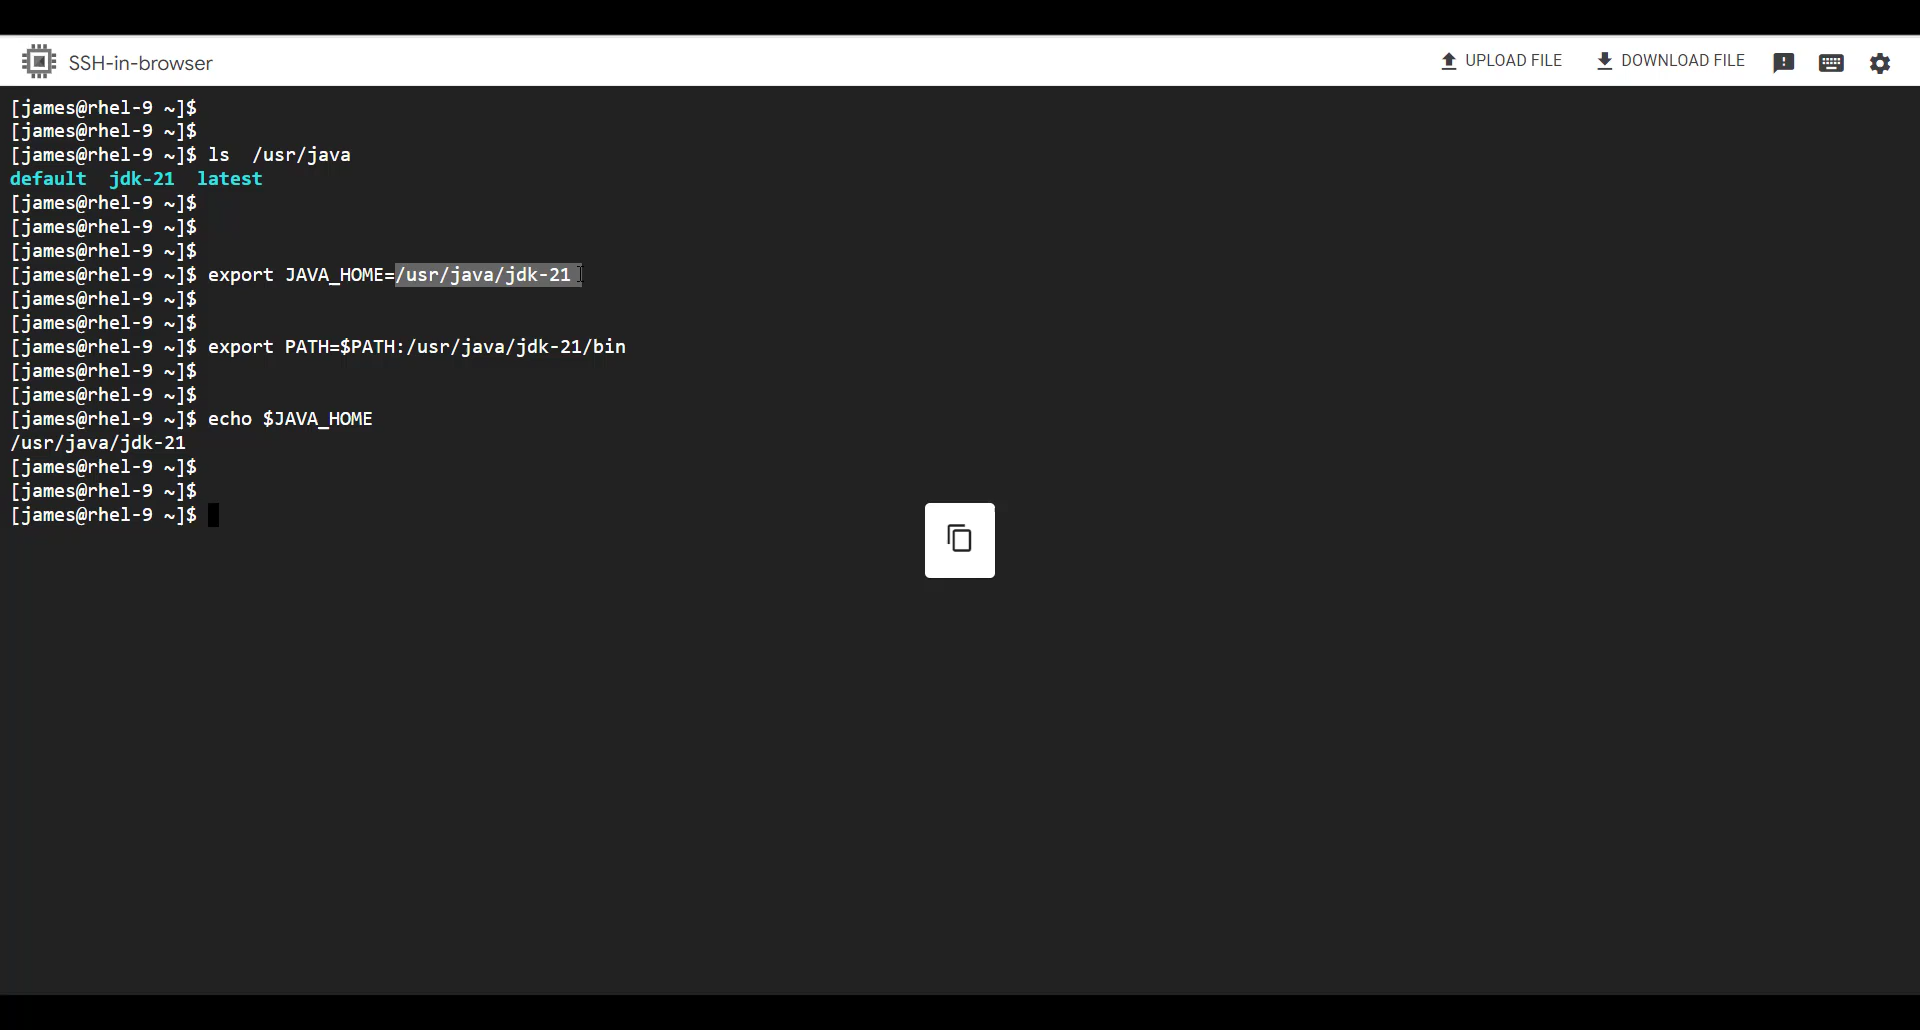 SSH-in-browser UPLOAD FILE DOWNLOAD FILE
[james@rhel-9 ~]$
[james@rhel-9 ~]$
[james@rhel-9 ~]$ ls  /usr/java
default  jdk-21  latest
[james@rhel-9 ~]$
[james@rhel-9 ~]$
[james@rhel-9 ~]$
[james@rhel-9 ~]$ export JAVA_HOME=/usr/java/jdk-21
[james@rhel-9 ~]$
[james@rhel-9 ~]$
[james@rhel-9 ~]$ export PATH=$PATH:/usr/java/jdk-21/bin
[james@rhel-9 ~]$
[james@rhel-9 ~]$
[james@rhel-9 ~]$ echo $JAVA_HOME
/usr/java/jdk-21
[james@rhel-9 ~]$
[james@rhel-9 ~]$
[james@rhel-9 ~]$